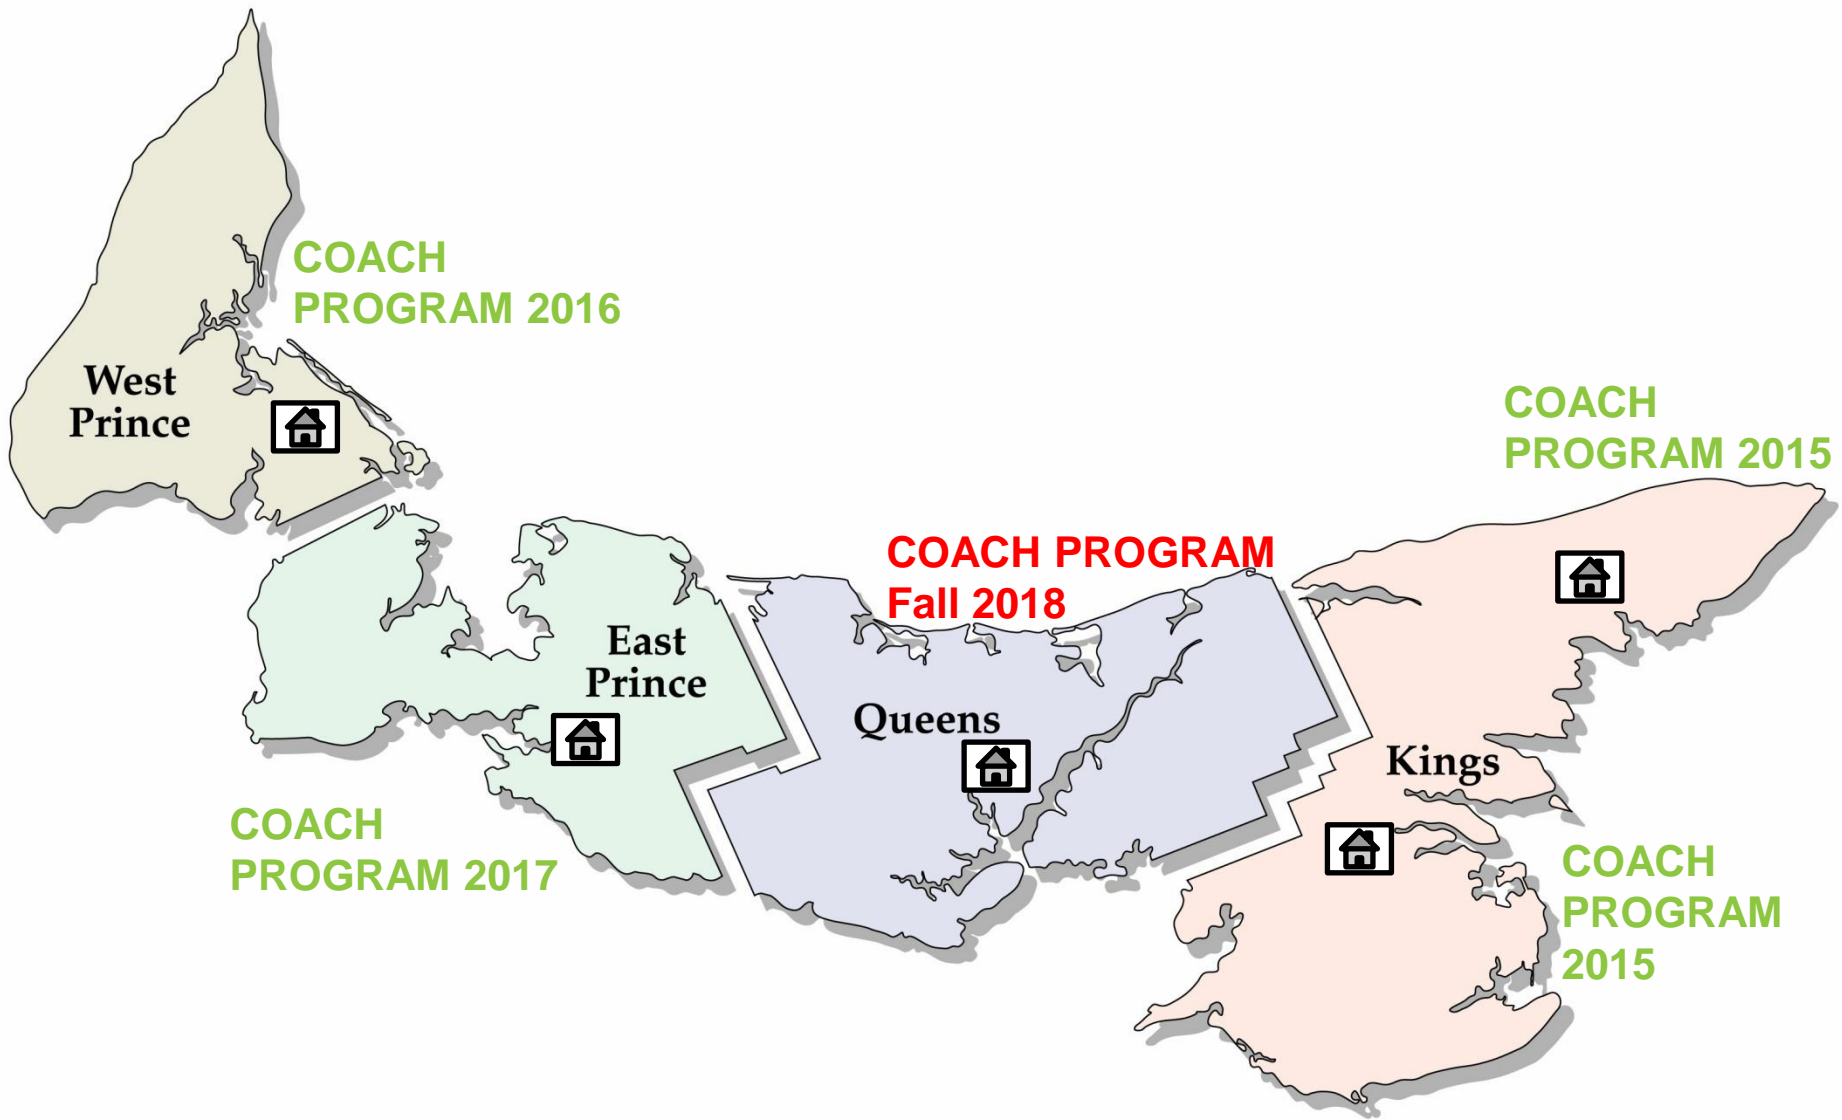 COACH
PROGRAM 2016
West
Prince
COACH
PROGRAM 2015
COACH PROGRAM
Fall 2018
East
Prince
Queens
Kings
COACH
PROGRAM 2017
COACH
PROGRAM
2015